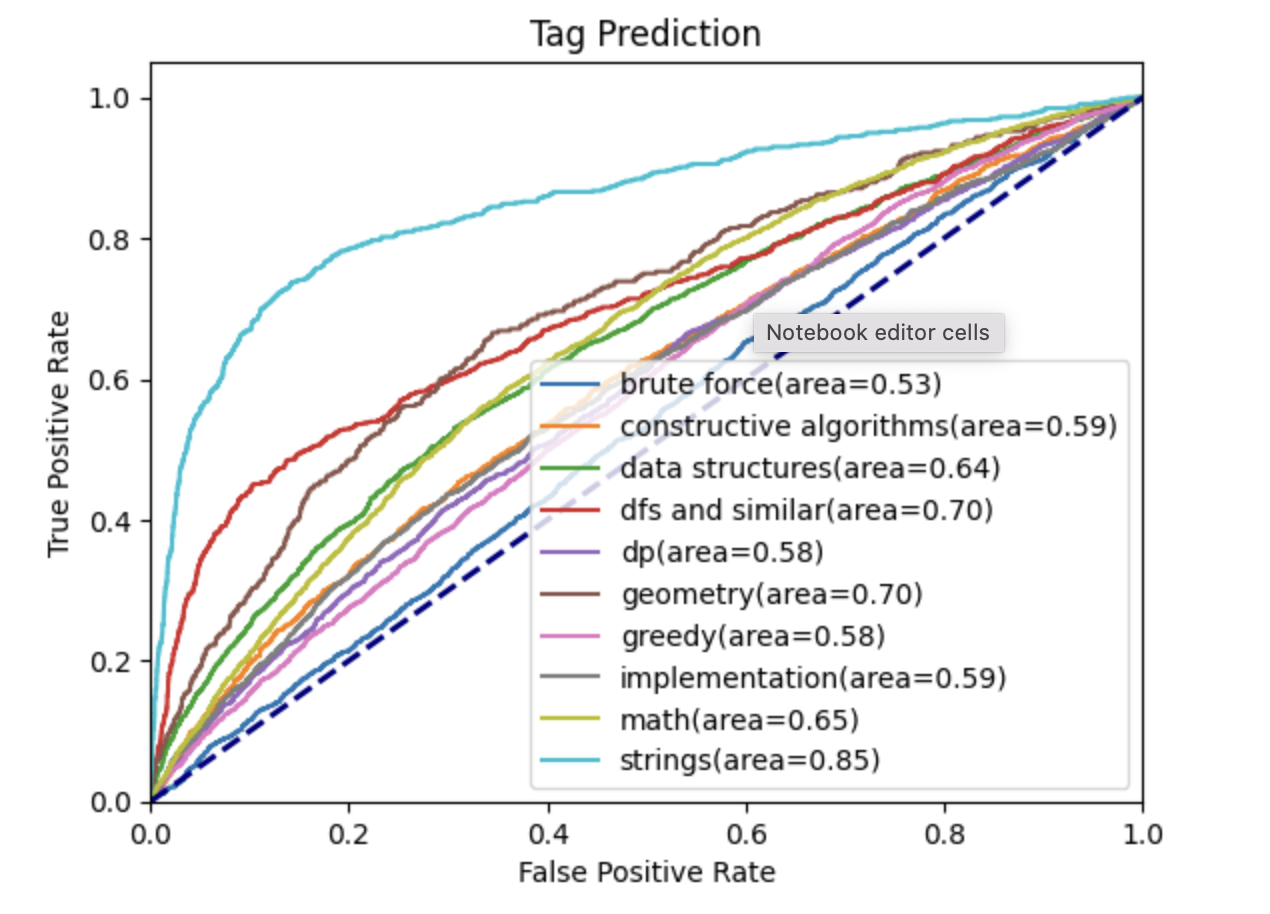 Tag Prediction
1.0
0.8
0.6
0.4
0.2
0.0
True Positive Rate
Notebook editor cells
brute force(area=0.53)
constructive algorithms(area=0.59)
data structures(area=0.64)
dfs and similar(area=0.70)
dp(area=0.58)
geometry(area=0.70)
greedy(area=0.58)
implementation(area=0.59)
math(area=0.65)
strings(area=0.85)
0.0 0.2 0.4 0.6 0.8 1.0
False Positive Rate